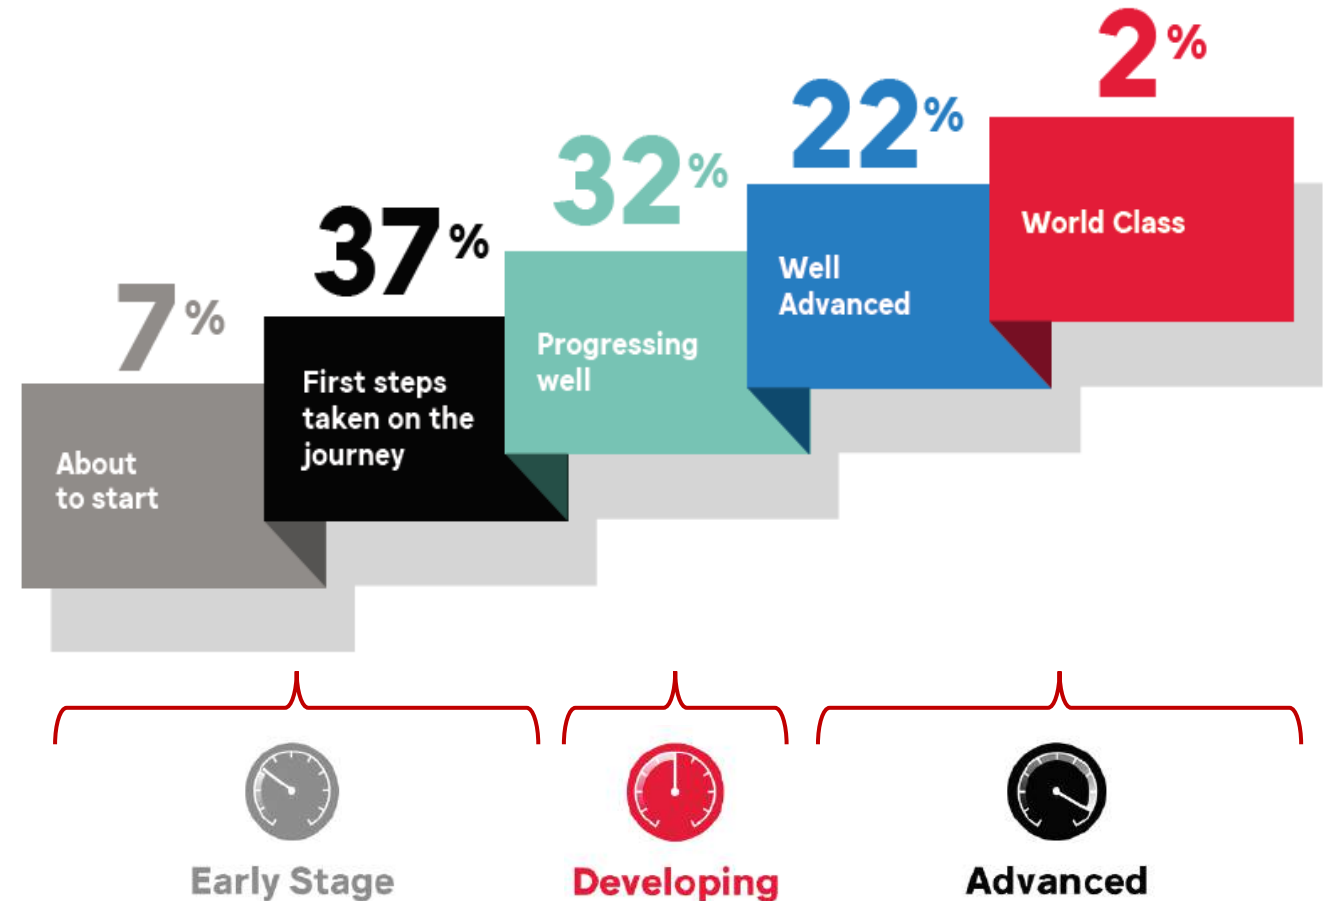 2%
22%
32%
37%
7%
World Class
Well
Advanced
Progressing
well
First steps
taken on the
journey
About
to start
Early Stage
Developing
Advanced